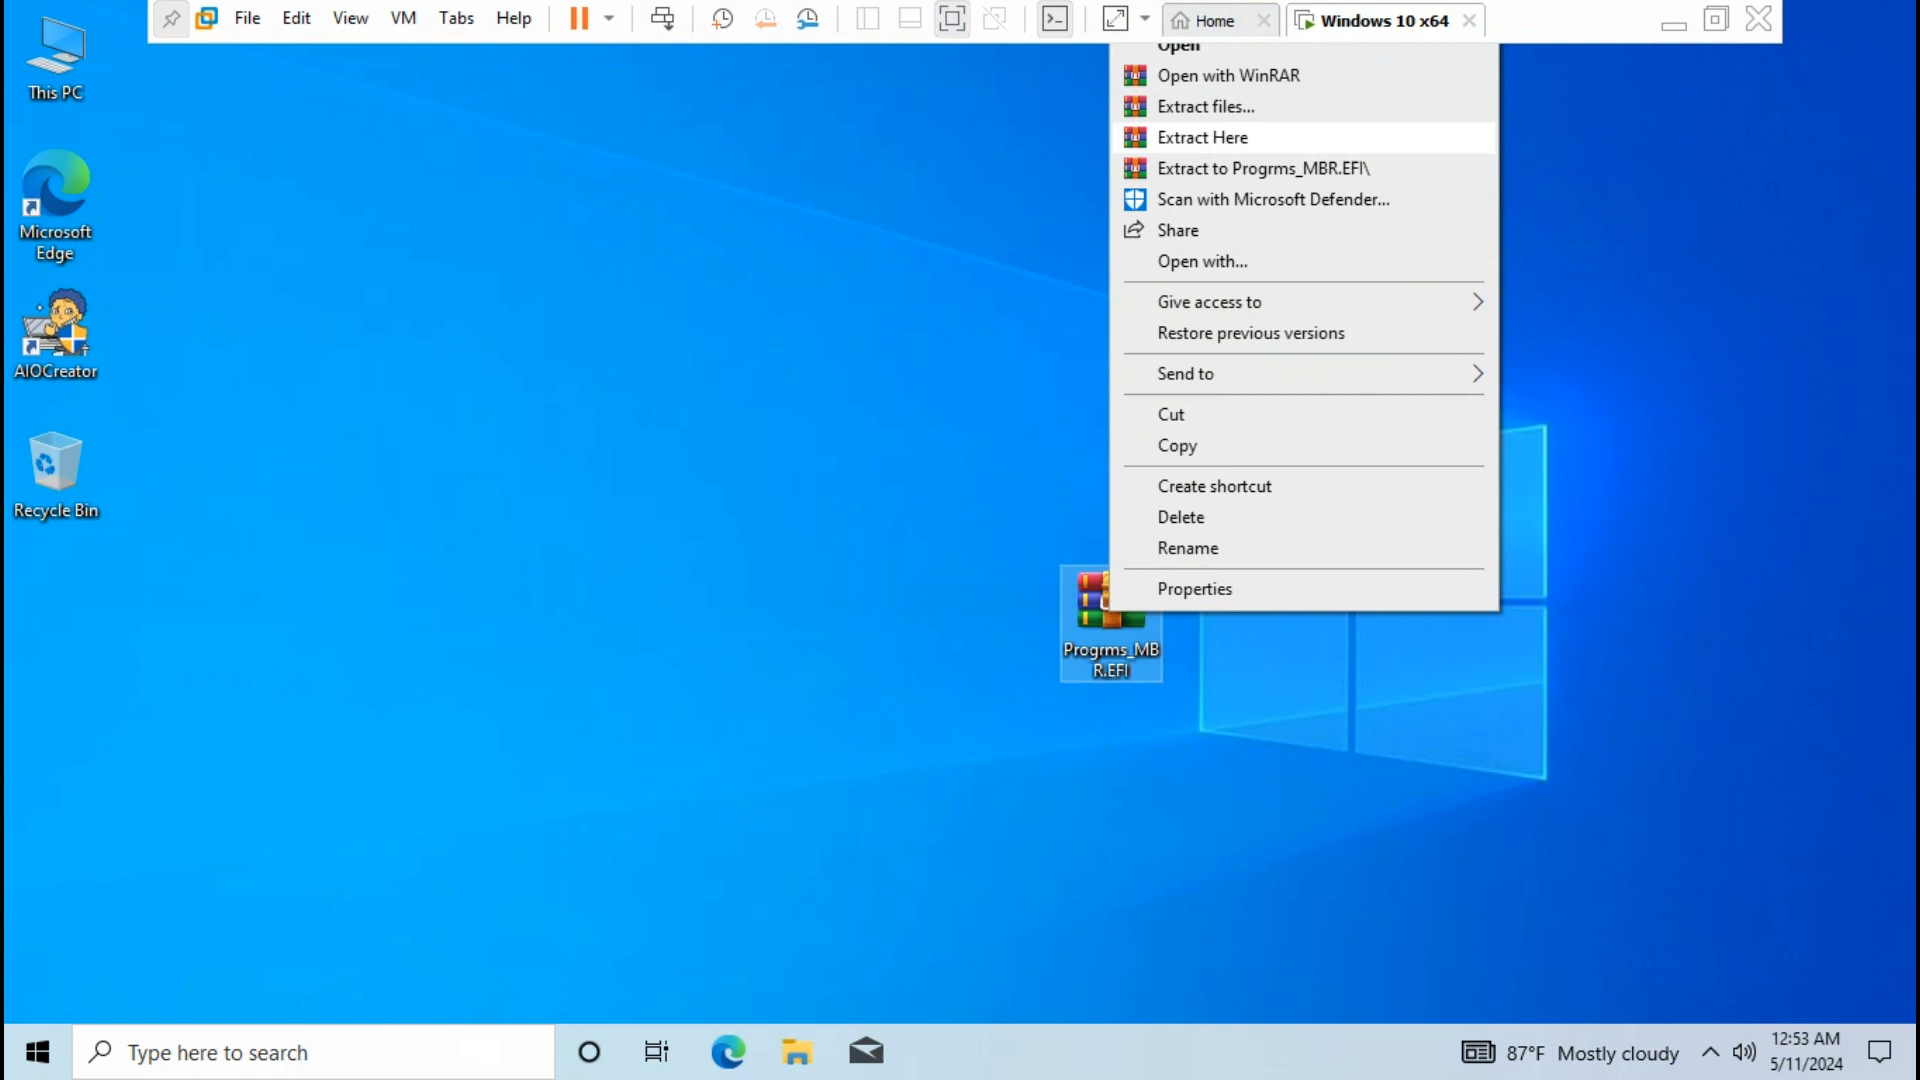 File Edit View VM Tabs Help
Home
Windows 10 x64
This PC
Microsoft
Edge
AIOCreator
Recycle Bin
Open
Open with WinRAR
Extract files...
Extract Here
Extract to Progrms_MBR.EFI\
Scan with Microsoft Defender...
Share
Open with...
Give access to
Restore previous versions
Send to
Cut
Copy
Create shortcut
Delete
Rename
Properties
Progrms_MB
R.EFI
Type here to search
87°F Mostly cloudy
12:53 AM
5/11/2024